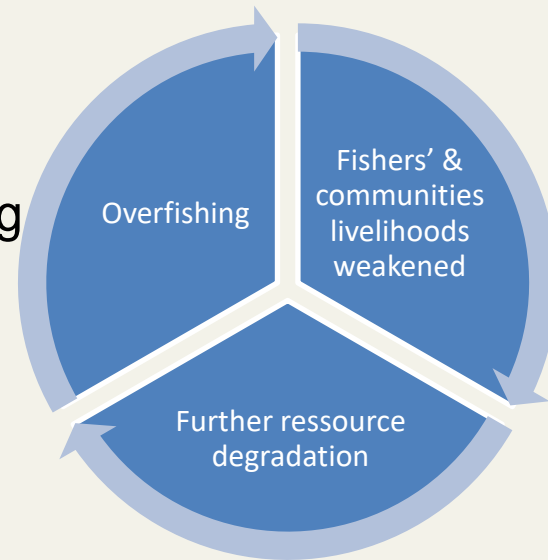 Overfishing
Fishers’ &
communities
livelihoods
weakened
Further ressource
degradation